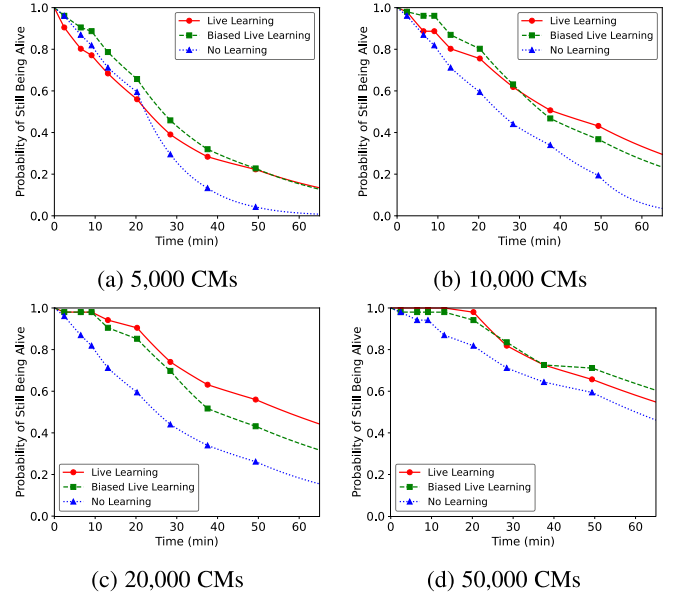 Probability of Still Being Alive
1.0
0.8
0.6
0.4
0.2
0.0
0 10 20 30 40 50 60
Time (min)
Live Learning
Biased Live Learning
No Learning
(a) 5,000 CMs
Probability of Still Being Alive
1.0
0.8
0.6
0.4
0.2
0.0
0 10 20 30 40 50 60
Time (min)
Live Learning
Biased Live Learning
No Learning
(b) 10,000 CMs
Probability of Still Being Alive
1.0
0.8
0.6
0.4
0.2
0.0
0 10 20 30 40 50 60
Time (min)
Live Learning
Biased Live Learning
No Learning
(c) 20,000 CMs
Probability of Still Being Alive
1.0
0.8
0.6
0.4
0.2
0.0
0 10 20 30 40 50 60
Time (min)
Live Learning
Biased Live Learning
No Learning
(d) 50,000 CMs